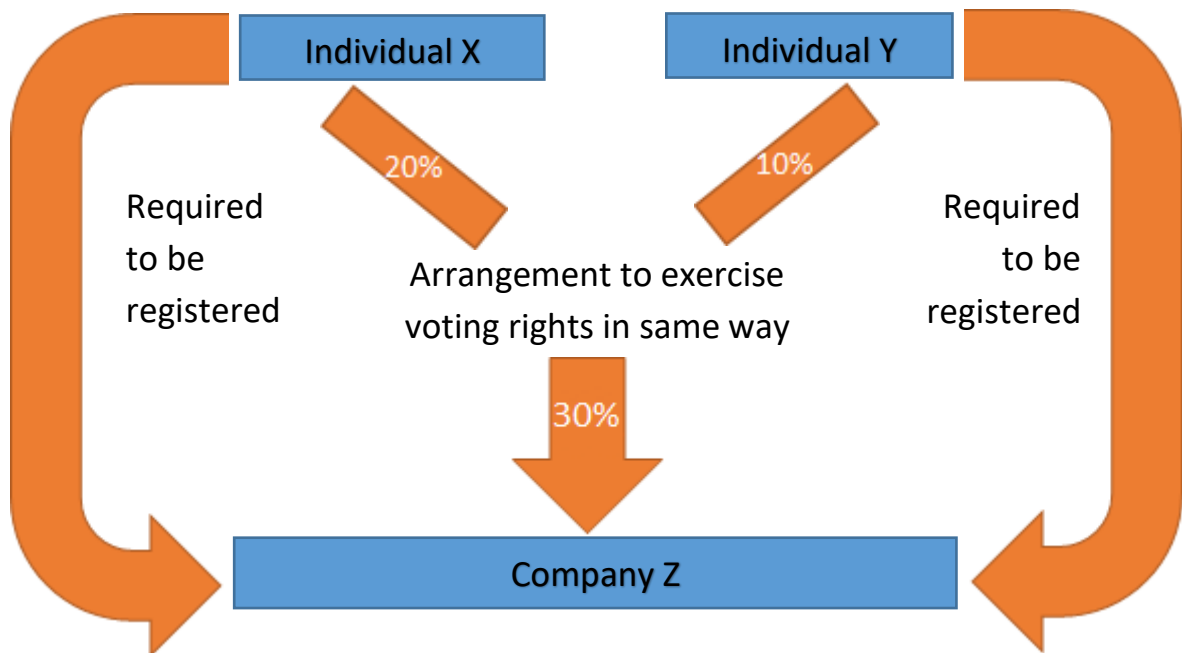 Individual X
Individual Y
20%
10%
Required
to be
registered
Required
to be
registered
Arrangement to exercise
voting rights in same way
30%
Company Z